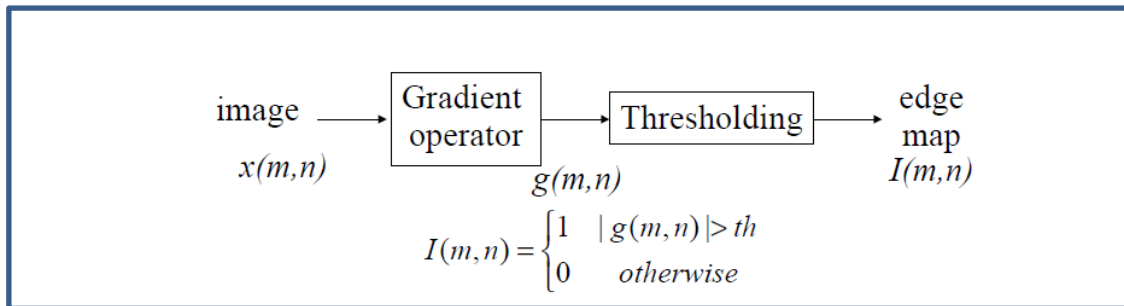 image
x(m,n)
Gradient
operator
g(m,n)
Thresholding
edge
map
I(m,n)
I(m,n) = { 1 | g(m,n) |> th
0 otherwise